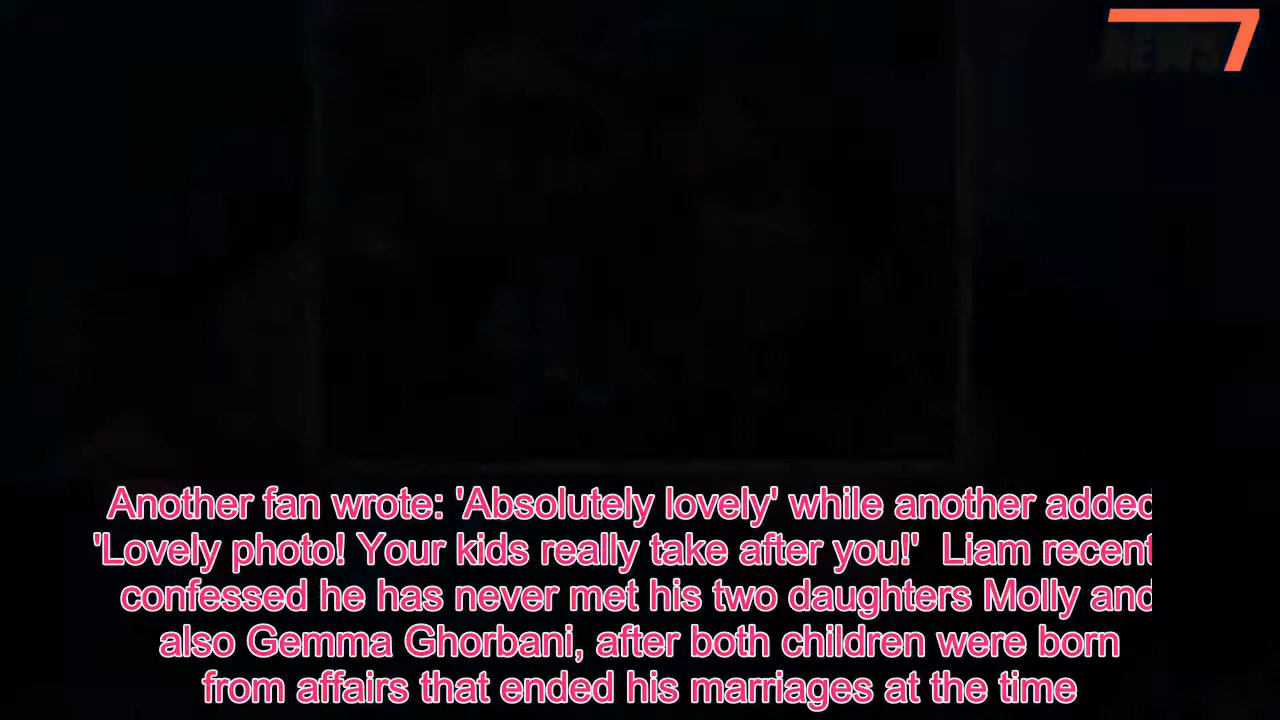 NEWS7
Another fan wrote: 'Absolutely lovely' while another added
'Lovely photo! Your kids really take after you!'  Liam recent
confessed he has never met his two daughters Molly and
also Gemma Ghorbani, after both children were born
from affairs that ended his marriages at the time